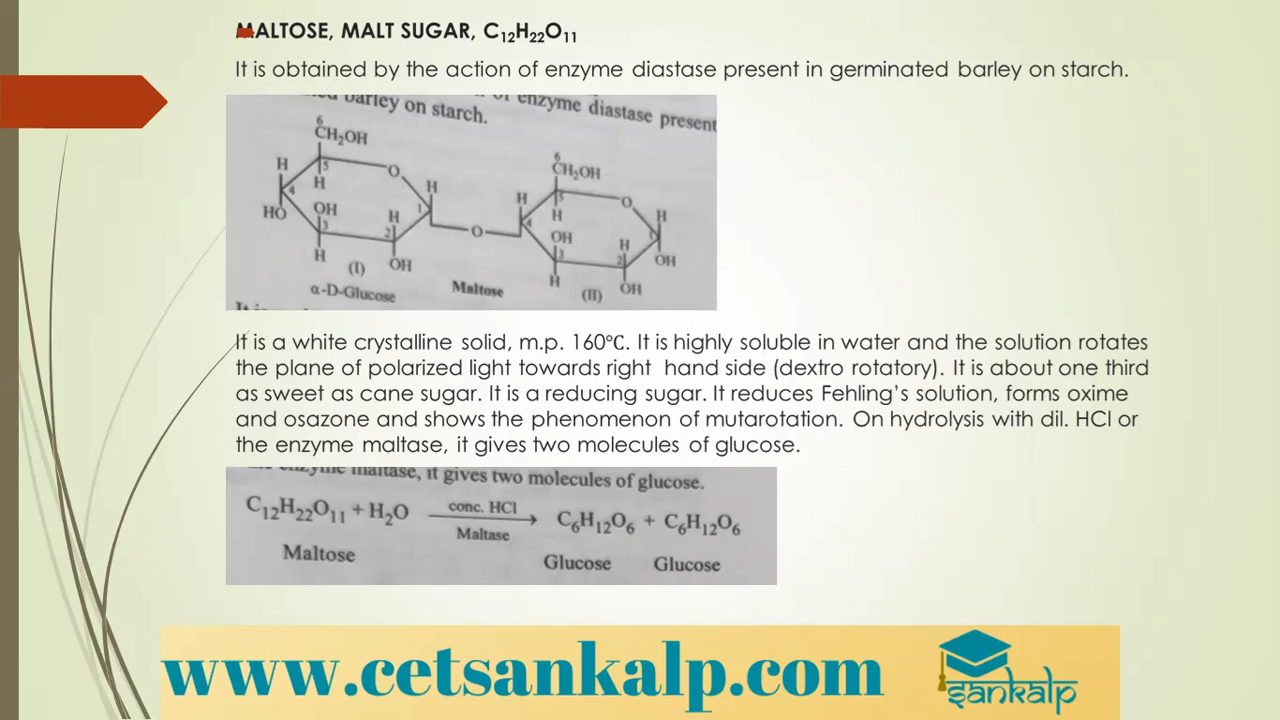 MALTOSE, MALT SUGAR, C₁₂H₂₂O₁₁
It is obtained by the action of enzyme diastase present in germinated barley on starch.
barley on starch.
of enzyme diastase present
6
CH₂OH
6
CH₂OH
H
5
O
H
H
4
H
1
H
5
O
H
HO
OH
H
O
4
H
1
3
2
OH
H
H
OH
3
2
OH
(I)
H
OH
α-D-Glucose
Maltose
(II)
It is a white crystalline solid, m.p. 160°C. It is highly soluble in water and the solution rotates
the plane of polarized light towards right hand side (dextro rotatory). It is about one third
as sweet as cane sugar. It is a reducing sugar. It reduces Fehling's solution, forms oxime
and osazone and shows the phenomenon of mutarotation. On hydrolysis with dil. HCl or
the enzyme maltase, it gives two molecules of glucose.
enzyme maltase, it gives two molecules of glucose.
C₁₂H₂₂O₁₁ + H₂O conc. HCl → C₆H₁₂O₆ + C₆H₁₂O₆
Maltase
Maltose Glucose Glucose
www.cetsankalp.com
sankalp